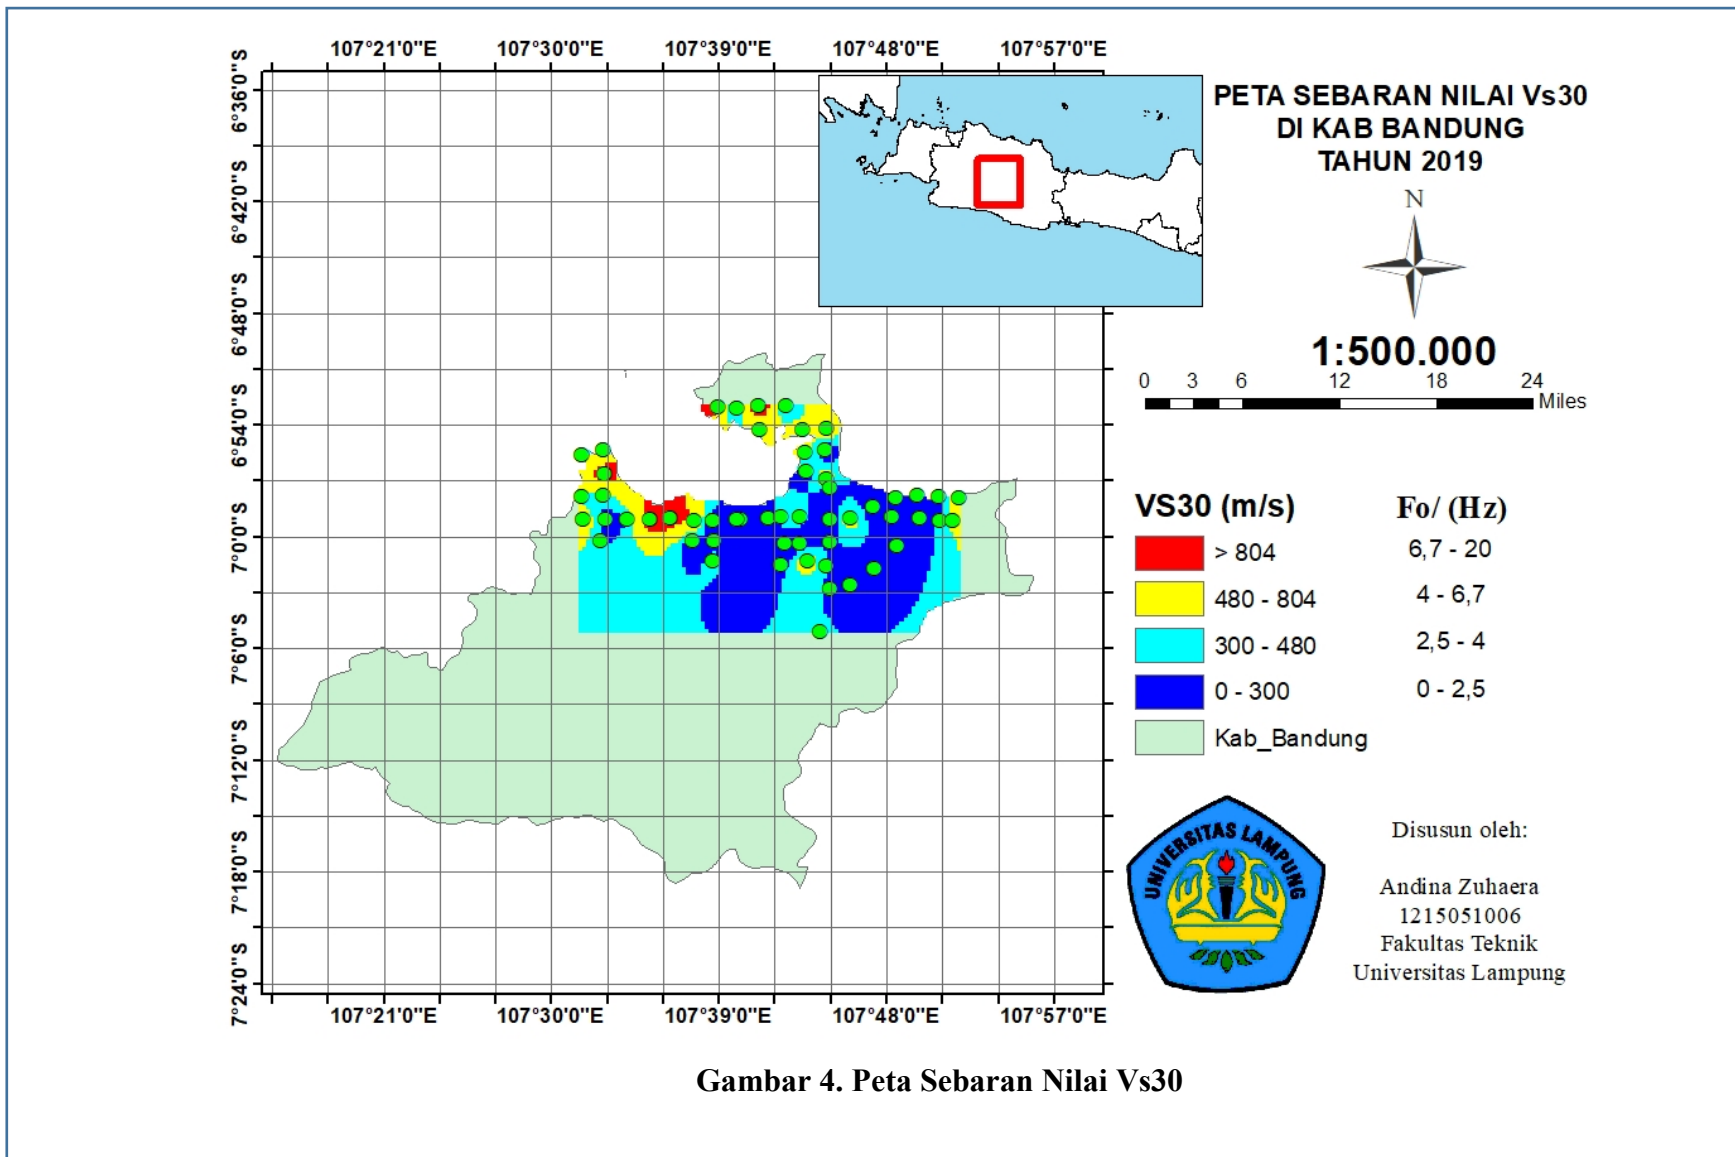 107°21'0"E
107°30'0"E
107°39'0"E
107°48'0"E
107°57'0"E
6°36'0"S
6°42'0"S
6°48'0"S
6°54'0"S
7°0'0"S
7°6'0"S
7°12'0"S
7°18'0"S
7°24'0"S
107°21'0"E
107°30'0"E
107°39'0"E
107°48'0"E
107°57'0"E
PETA SEBARAN NILAI Vs30
DI KAB BANDUNG
TAHUN 2019
N
1:500.000
0 3 6 12 18 24
Miles
VS30 (m/s) Fo/ (Hz)
> 804 6,7 - 20
480 - 804 4 - 6,7
300 - 480 2,5 - 4
0 - 300 0 - 2,5
Kab_Bandung
UNIVERSITAS LAMPUNG
Disusun oleh:
Andina Zuhaera
1215051006
Fakultas Teknik
Universitas Lampung
Gambar 4. Peta Sebaran Nilai Vs30